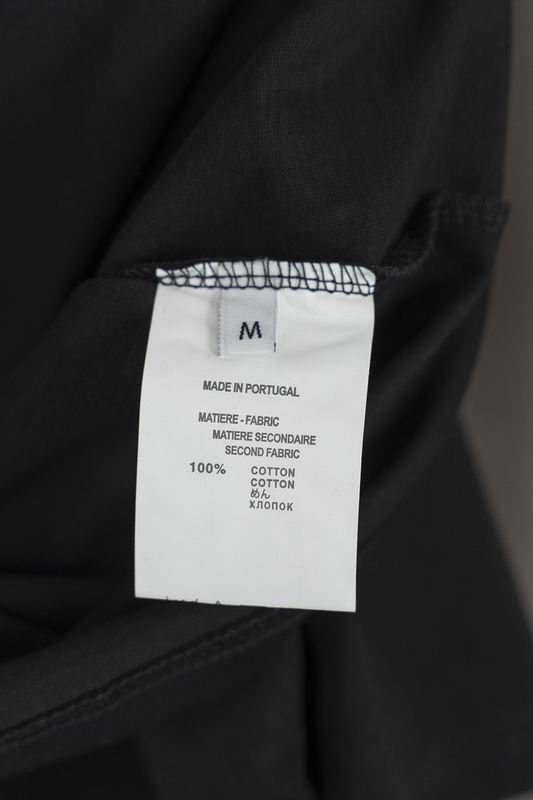 M
MADE IN PORTUGAL
MATIERE - FABRIC
MATIERE SECONDAIRE
SECOND FABRIC
100% COTTON
COTTON
めん
ХЛОПОК